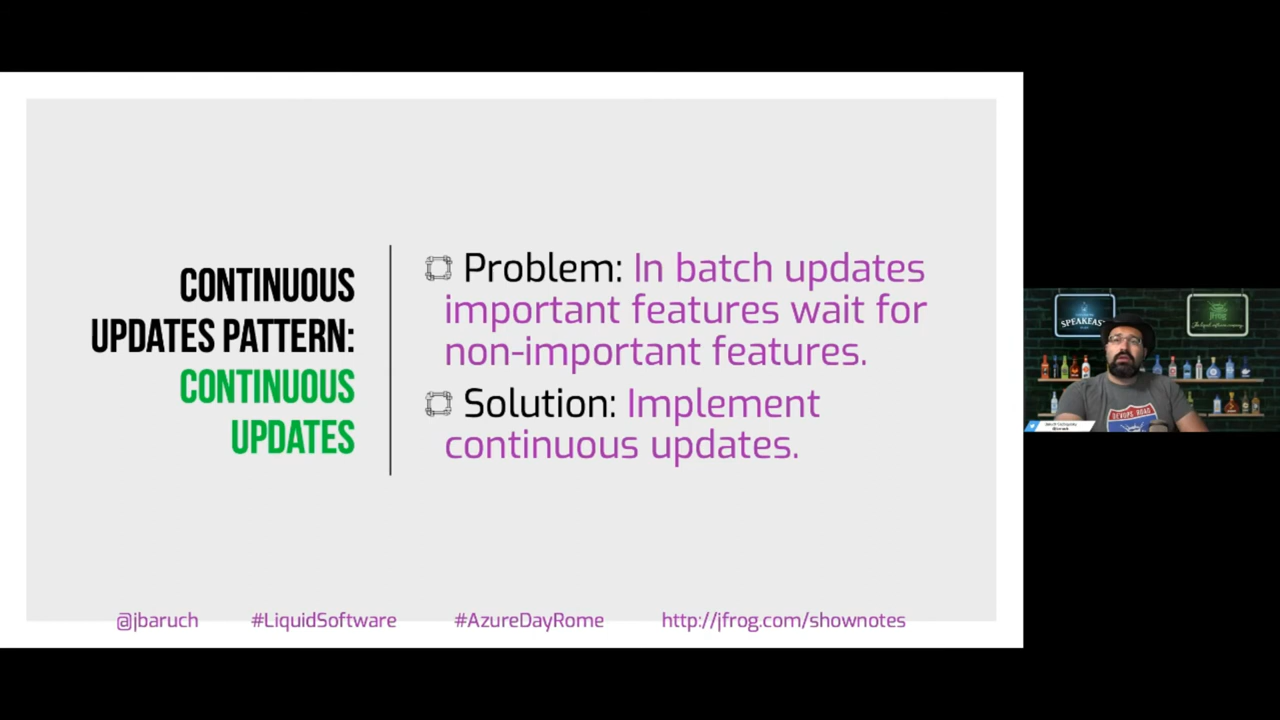 CONTINUOUS
UPDATES PATTERN:
CONTINUOUS
UPDATES
Problem: In batch updates
important features wait for
non-important features.
Solution: Implement
continuous updates.
@jbaruch #LiquidSoftware #AzureDayRome http://jfrog.com/shownotes
SPEAKEASY
jfrog
DEVOPS ROAD